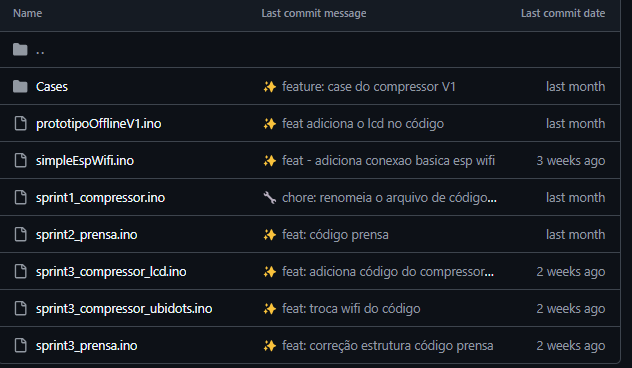 Name Last commit message Last commit date
..
Cases ✨ feature: case do compressor V1 last month
prototipoOfflineV1.ino ✨ feat adiciona o lcd no código last month
simpleEspWifi.ino ✨ feat - adiciona conexao basica esp wifi 3 weeks ago
sprint1_compressor.ino 🔧 chore: renomeia o arquivo de código... last month
sprint2_prensa.ino ✨ feat: código prensa last month
sprint3_compressor_lcd.ino ✨ feat: adiciona código do compressor... 2 weeks ago
sprint3_compressor_ubidots.ino ✨ feat: troca wifi do código 2 weeks ago
sprint3_prensa.ino ✨ feat: correção estrutura código prensa 2 weeks ago